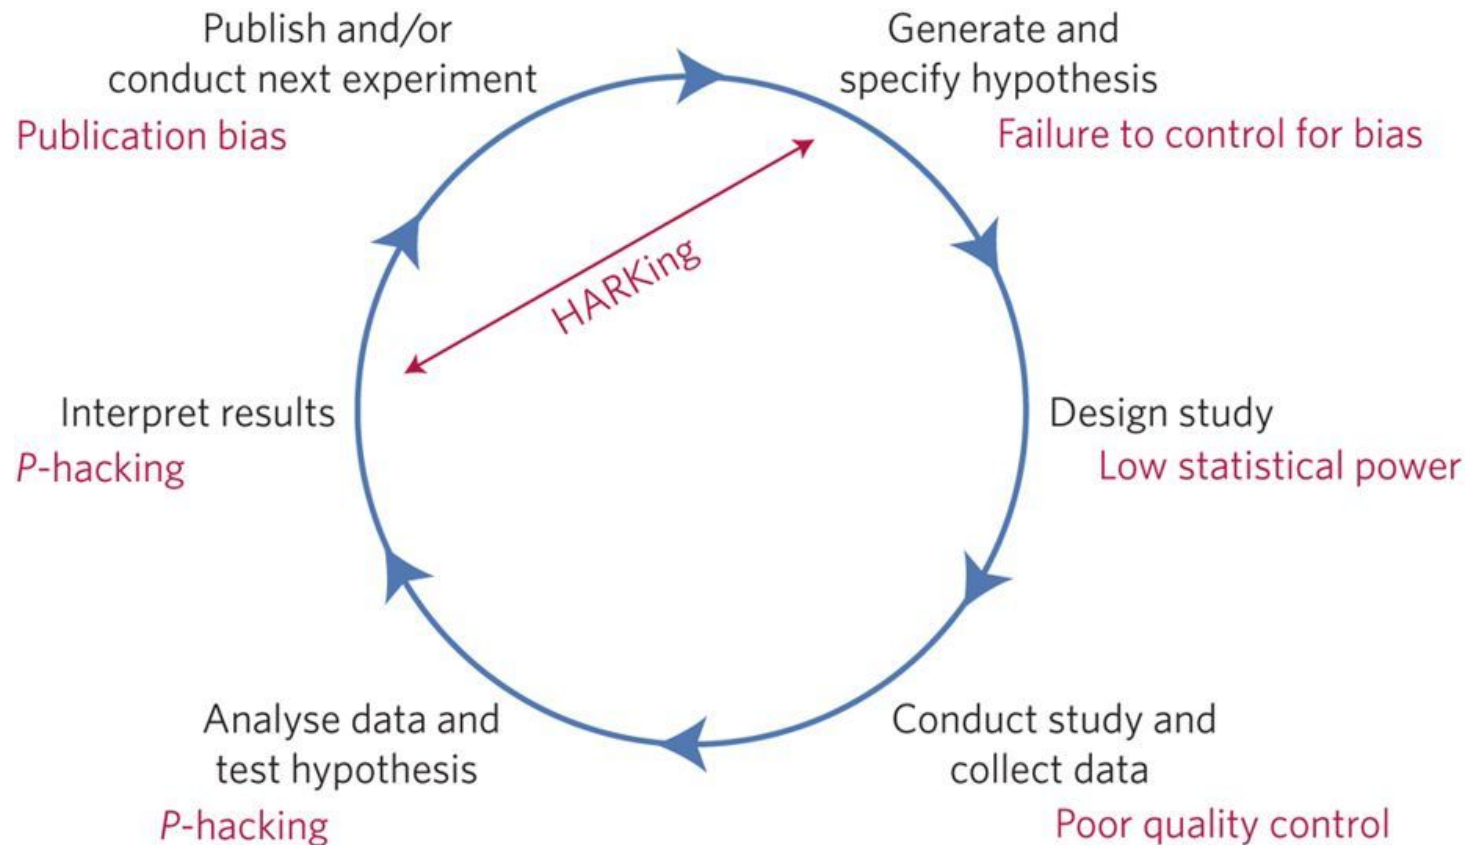 Publish and/or
conduct next experiment
Publication bias
Generate and
specify hypothesis
Failure to control for bias
HARKing
Interpret results
P-hacking
Design study
Low statistical power
Analyse data and
test hypothesis
P-hacking
Conduct study and
collect data
Poor quality control